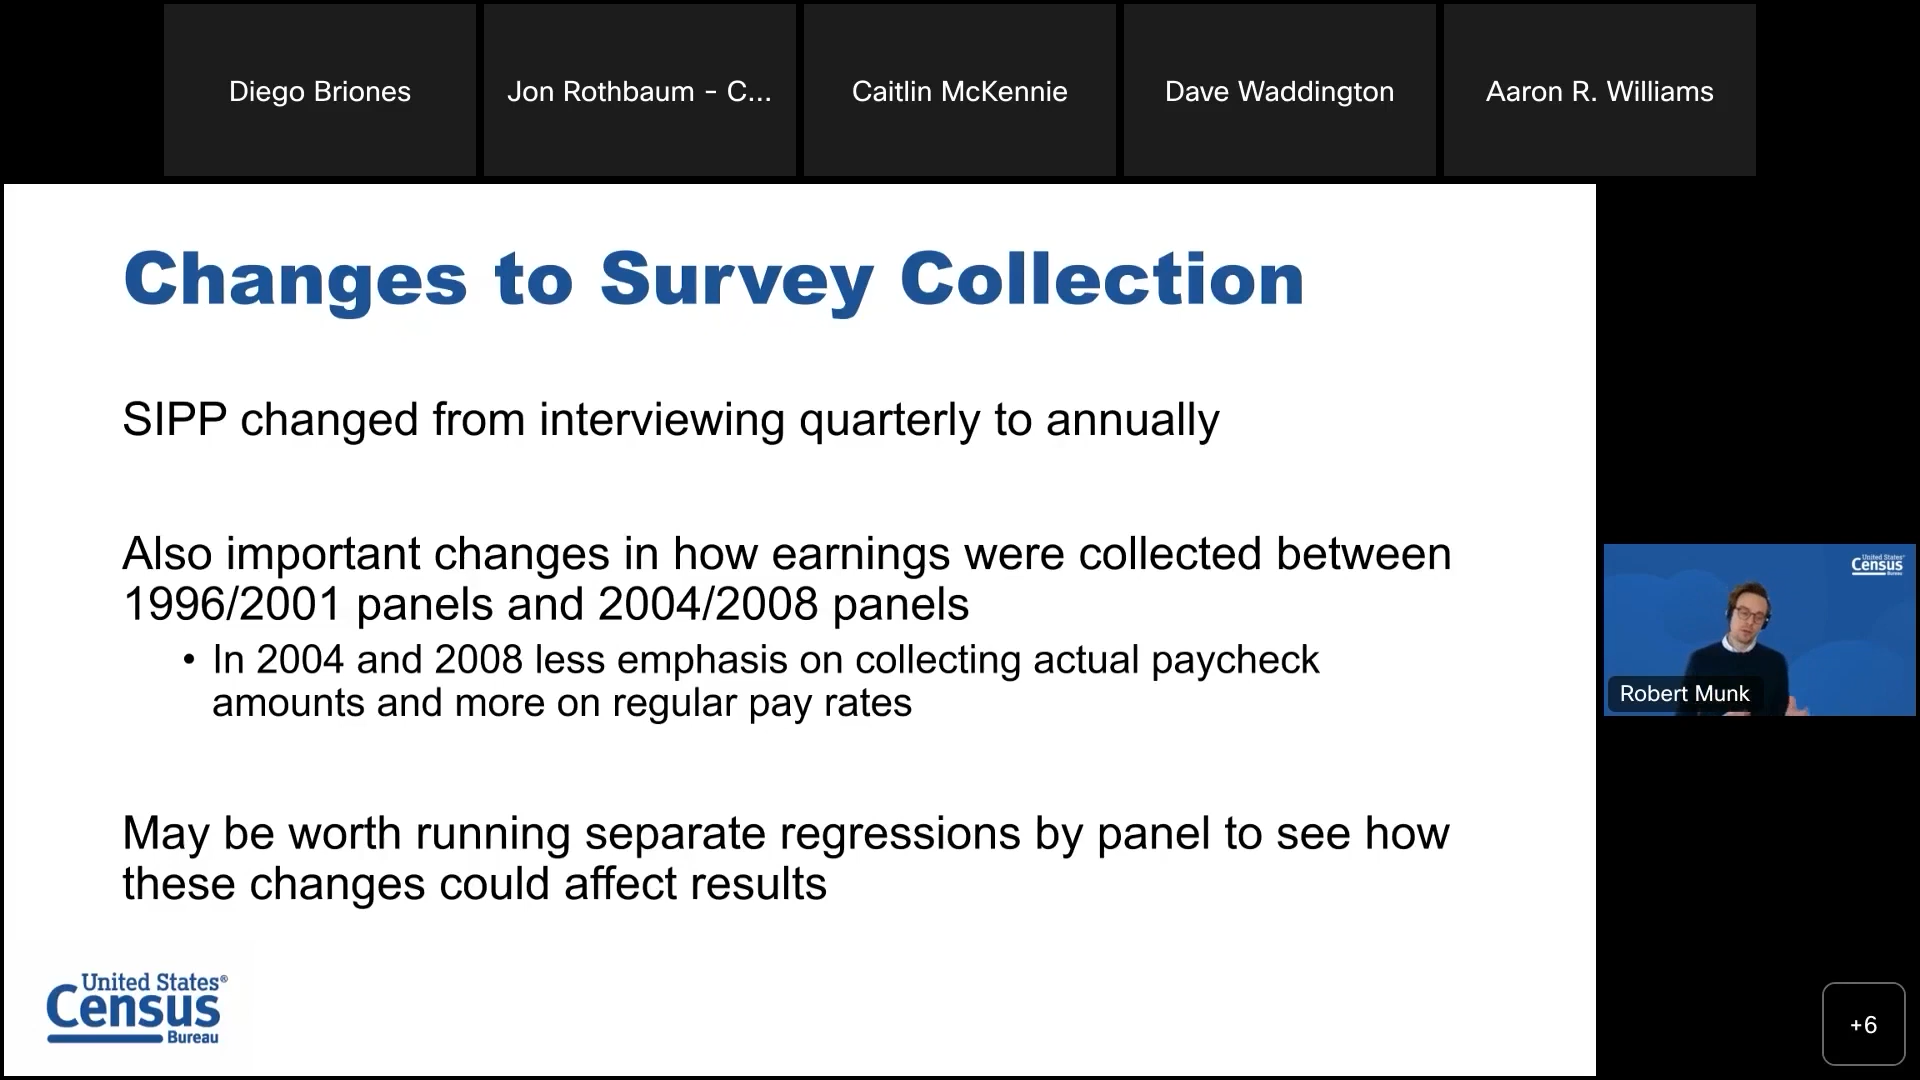 Diego Briones
Jon Rothbaum - C...
Caitlin McKennie
Dave Waddington
Aaron R. Williams
Changes to Survey Collection
SIPP changed from interviewing quarterly to annually
Also important changes in how earnings were collected between
1996/2001 panels and 2004/2008 panels
• In 2004 and 2008 less emphasis on collecting actual paycheck
amounts and more on regular pay rates
May be worth running separate regressions by panel to see how
these changes could affect results
United States®
Census
Bureau
United States®
Census
Bureau
Robert Munk
+6